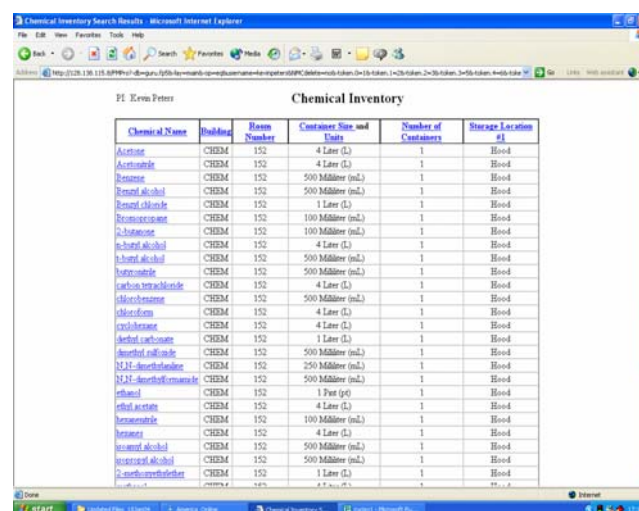 Chemical Inventory Search Results - Microsoft Internet Explorer
File Edit View Favorites Tools Help
Back Search Favorites Media
Address Go
PI Kevin Peters Chemical Inventory
Chemical Name Building Room Number Container Size and Units Number of Containers Storage Location #1
Acetone CHEM 152 4 Liter (L) 1 Hood
Acetonitrile CHEM 152 4 Liter (L) 1 Hood
Benzene CHEM 152 500 Milliliter (mL) 1 Hood
Benzyl alcohol CHEM 152 500 Milliliter (mL) 1 Hood
Benzyl chloride CHEM 152 1 Liter (L) 1 Hood
Bromopropane CHEM 152 100 Milliliter (mL) 1 Hood
2-butanone CHEM 152 100 Milliliter (mL) 1 Hood
n-butyl alcohol CHEM 152 4 Liter (L) 1 Hood
t-butyl alcohol CHEM 152 500 Milliliter (mL) 1 Hood
butyronitrile CHEM 152 500 Milliliter (mL) 1 Hood
carbon tetrachloride CHEM 152 4 Liter (L) 1 Hood
chlorobenzene CHEM 152 500 Milliliter (mL) 1 Hood
chloroform CHEM 152 4 Liter (L) 1 Hood
cyclohexane CHEM 152 4 Liter (L) 1 Hood
diethyl carbonate CHEM 152 1 Liter (L) 1 Hood
dimethyl sulfoxide CHEM 152 500 Milliliter (mL) 1 Hood
N,N-dimethylaniline CHEM 152 250 Milliliter (mL) 1 Hood
N,N-dimethylformamide CHEM 152 500 Milliliter (mL) 1 Hood
ethanol CHEM 152 1 Pint (pt) 1 Hood
ethyl acetate CHEM 152 4 Liter (L) 1 Hood
hexanenitrile CHEM 152 100 Milliliter (mL) 1 Hood
hexanes CHEM 152 4 Liter (L) 1 Hood
isoamyl alcohol CHEM 152 500 Milliliter (mL) 1 Hood
isopropyl alcohol CHEM 152 500 Milliliter (mL) 1 Hood
2-methoxyethylether CHEM 152 1 Liter (L) 1 Hood
Done Internet
start America Online Chemical Inventory S...